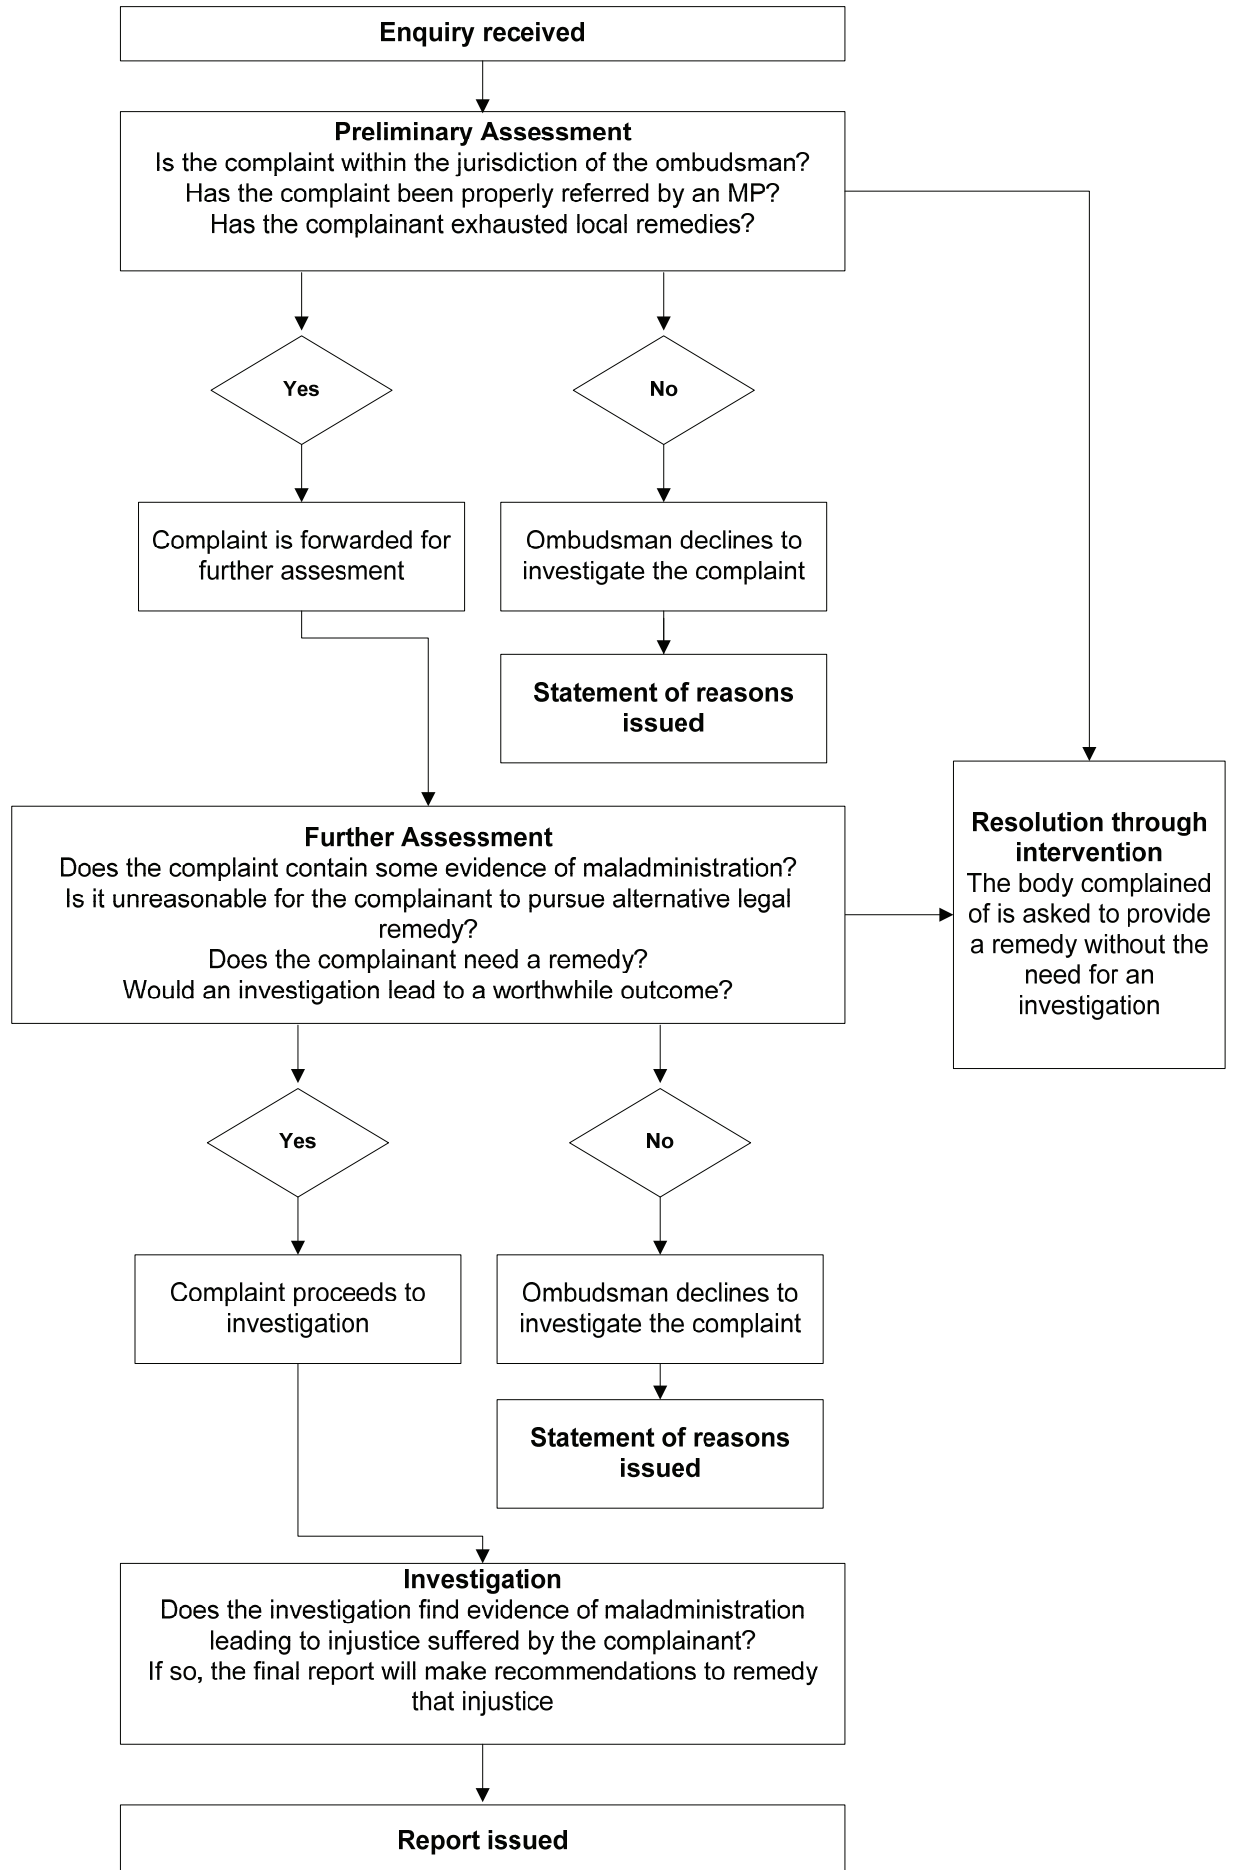 Enquiry received
Preliminary Assessment
Is the complaint within the jurisdiction of the ombudsman?
Has the complaint been properly referred by an MP?
Has the complainant exhausted local remedies?
Yes
No
Complaint is forwarded for
further assesment
Ombudsman declines to
investigate the complaint
Statement of reasons
issued
Further Assessment
Does the complaint contain some evidence of maladministration?
Is it unreasonable for the complainant to pursue alternative legal
remedy?
Does the complainant need a remedy?
Would an investigation lead to a worthwhile outcome?
Resolution through
intervention
The body complained
of is asked to provide
a remedy without the
need for an
investigation
Yes
No
Complaint proceeds to
investigation
Ombudsman declines to
investigate the complaint
Statement of reasons
issued
Investigation
Does the investigation find evidence of maladministration
leading to injustice suffered by the complainant?
If so, the final report will make recommendations to remedy
that injustice
Report issued